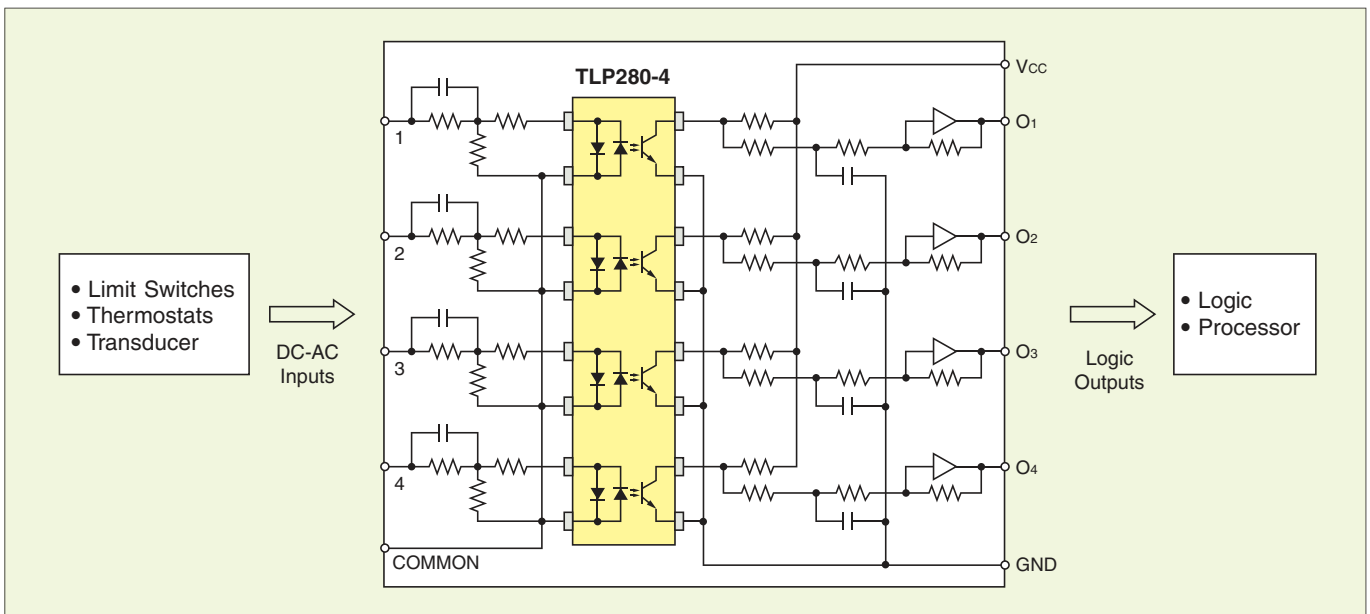 TLP280-4
VCC
1
O1
2
O2
• Limit Switches
• Thermostats
• Transducer
DC-AC
Inputs
3
O3
Logic
Outputs
• Logic
• Processor
4
O4
COMMON
GND